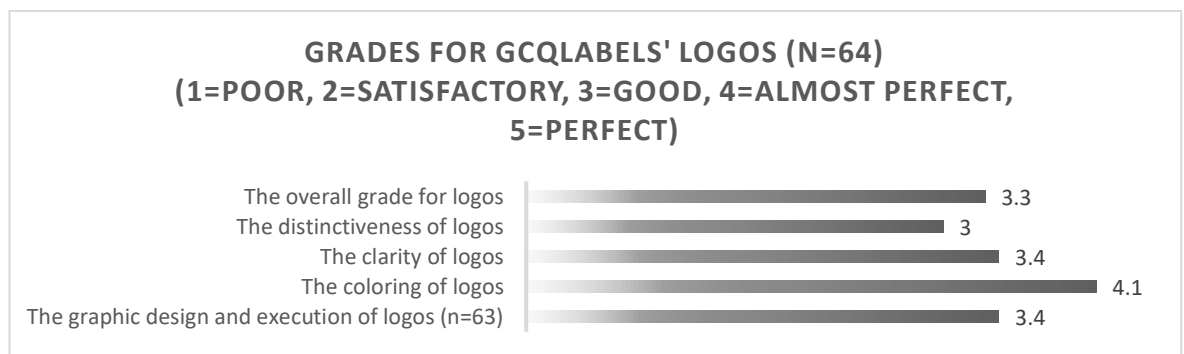 GRADES FOR GCQLABELS' LOGOS (N=64)
(1=POOR, 2=SATISFACTORY, 3=GOOD, 4=ALMOST PERFECT,
5=PERFECT)
The overall grade for logos 3.3
The distinctiveness of logos 3
The clarity of logos 3.4
The coloring of logos 4.1
The graphic design and execution of logos (n=63) 3.4